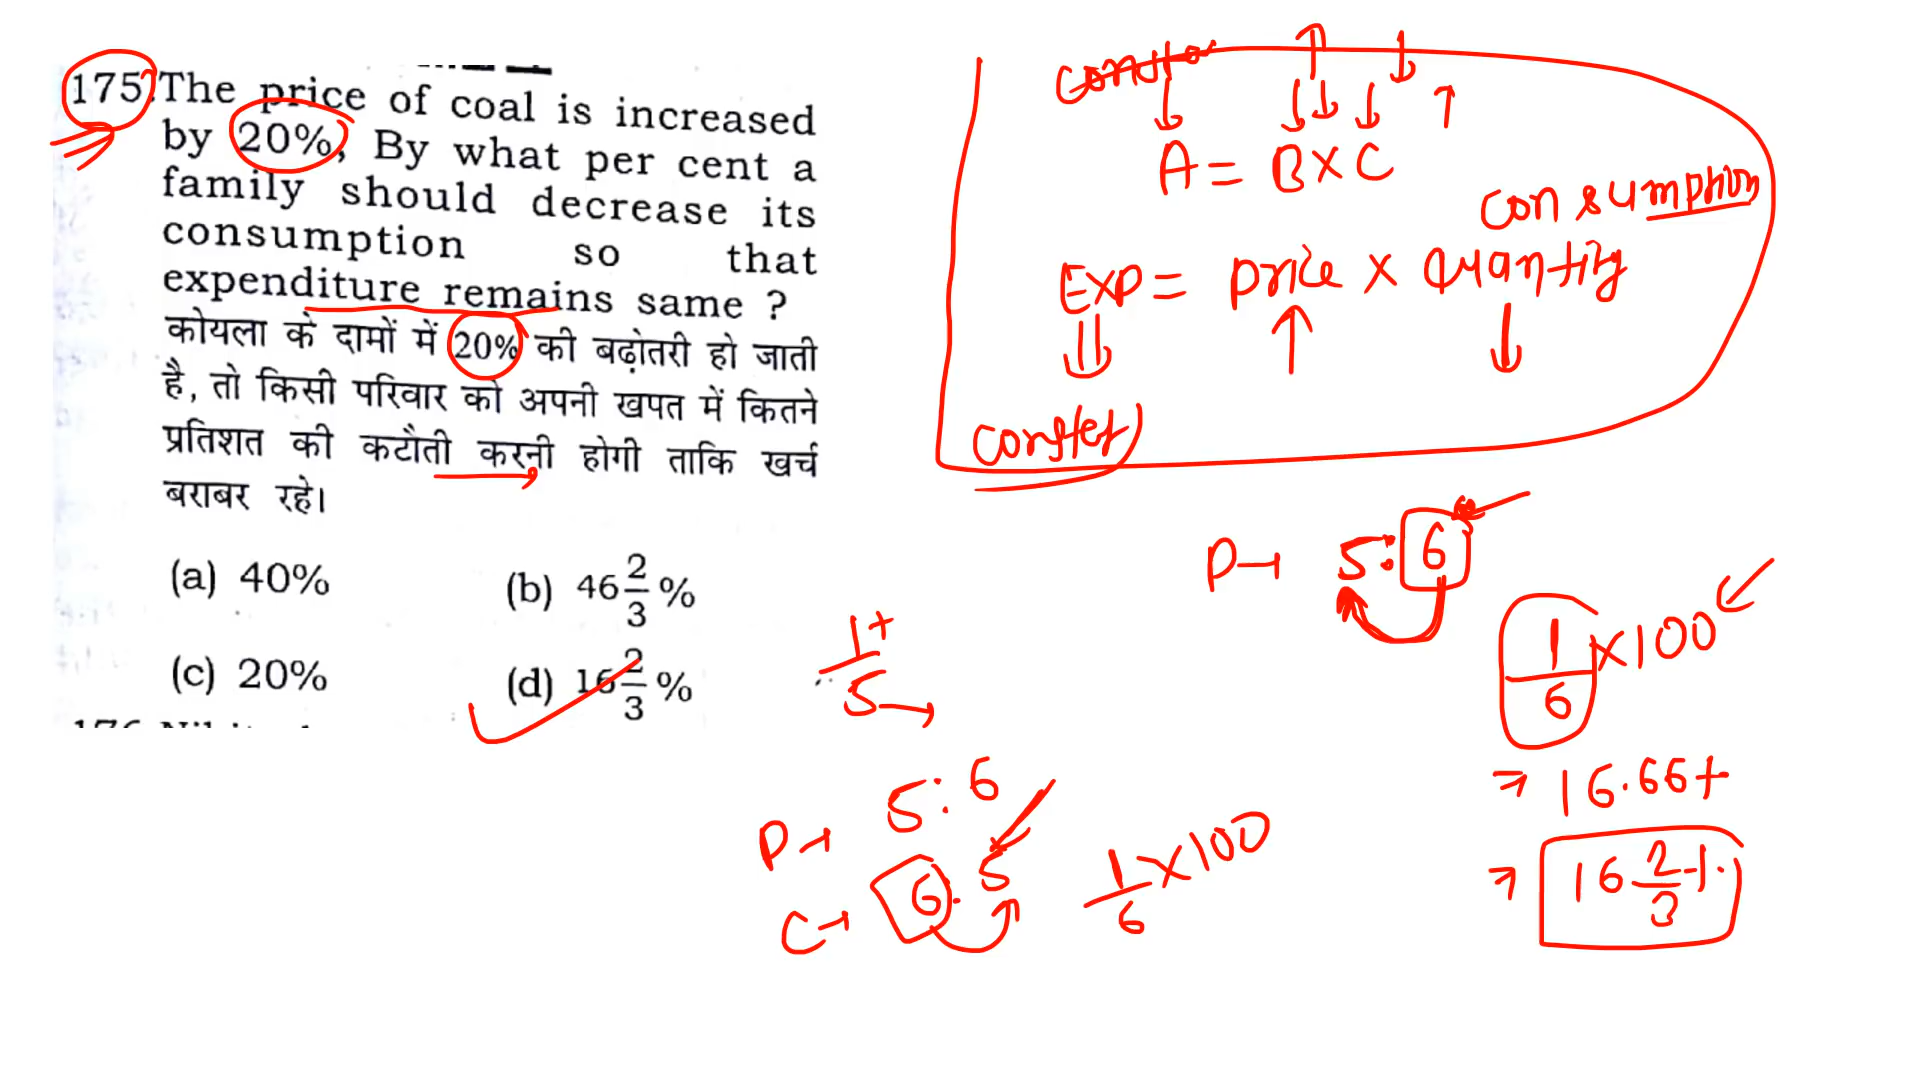 175. The price of coal is increased
by 20%, By what per cent a
family should decrease its
consumption so that
expenditure remains same ?
कोयला के दामों में 20% की बढ़ोतरी हो जाती
है, तो किसी परिवार को अपनी खपत में कितने
प्रतिशत की कटौती करनी होगी ताकि खर्च
बराबर रहे।
(a) 40% (b) 46 2/3 %
(c) 20% (d) 16 2/3 %
A = B × C
consumption
EXP = price × quantity
P→ 5:6
1/6 × 100
1/5
→ 16.66
→ 16 2/3 %
P→ 5:6
C→ 6:5
1/6 × 100